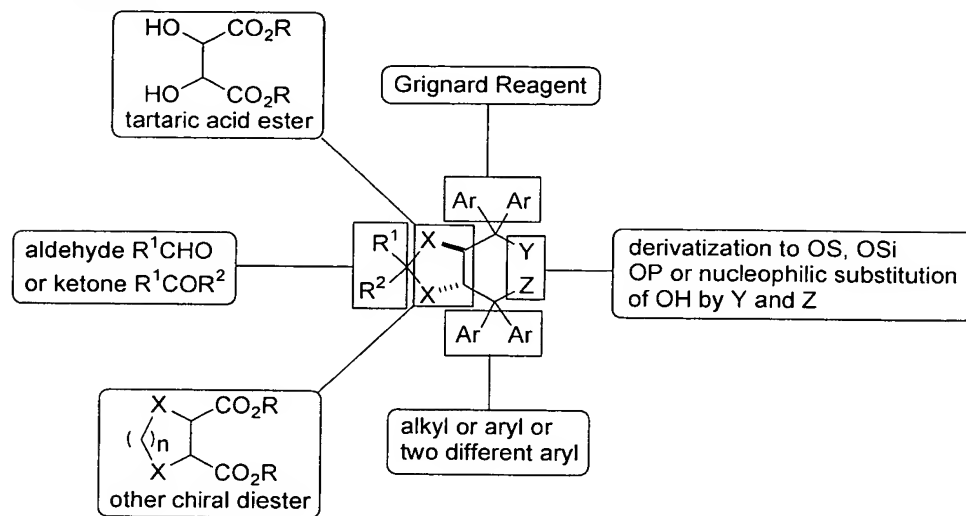 HO CO₂R
HO CO₂R
tartaric acid ester
Grignard Reagent
Ar Ar
aldehyde R¹CHO
or ketone R¹COR²
R¹ X
R² X
Y
Z
derivatization to OS, OSi
OP or nucleophilic substitution
of OH by Y and Z
Ar Ar
alkyl or aryl or
two different aryl
X CO₂R
( )n
X CO₂R
other chiral diester